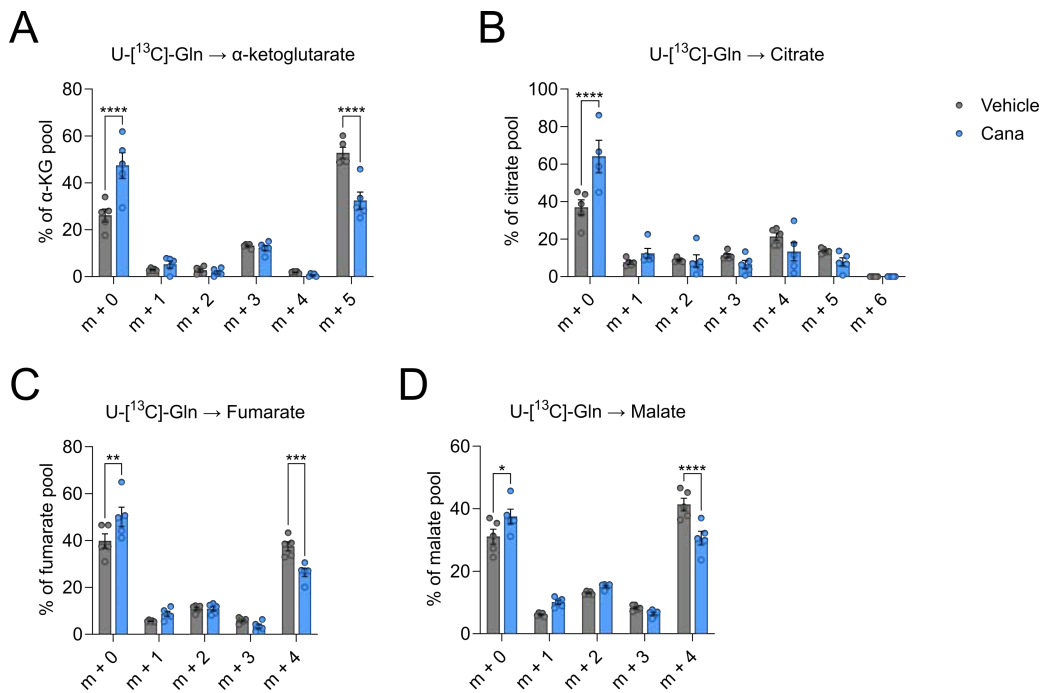 A
U-[¹³C]-Gln → α-ketoglutarate
% of α-KG pool
80
60
40
20
0
****
****
m + 0
m + 1
m + 2
m + 3
m + 4
m + 5
B
U-[¹³C]-Gln → Citrate
% of citrate pool
100
80
60
40
20
0
****
m + 0
m + 1
m + 2
m + 3
m + 4
m + 5
m + 6
Vehicle
Cana
C
U-[¹³C]-Gln → Fumarate
% of fumarate pool
80
60
40
20
0
**
***
m + 0
m + 1
m + 2
m + 3
m + 4
D
U-[¹³C]-Gln → Malate
% of malate pool
60
40
20
0
*
****
m + 0
m + 1
m + 2
m + 3
m + 4